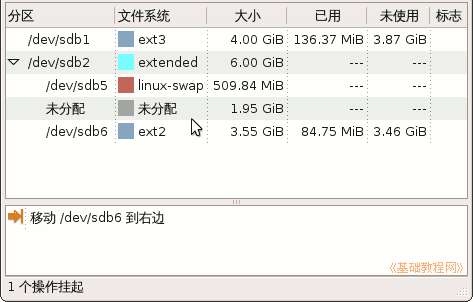 分区 文件系统 大小 已用 未使用 标志
/dev/sdb1 ext3 4.00 GiB 136.37 MiB 3.87 GiB
/dev/sdb2 extended 6.00 GiB --- ---
/dev/sdb5 linux-swap 509.84 MiB --- ---
未分配 未分配 1.95 GiB --- ---
/dev/sdb6 ext2 3.55 GiB 84.75 MiB 3.46 GiB
移动 /dev/sdb6 到右边
《基础教程网》
1 个操作挂起